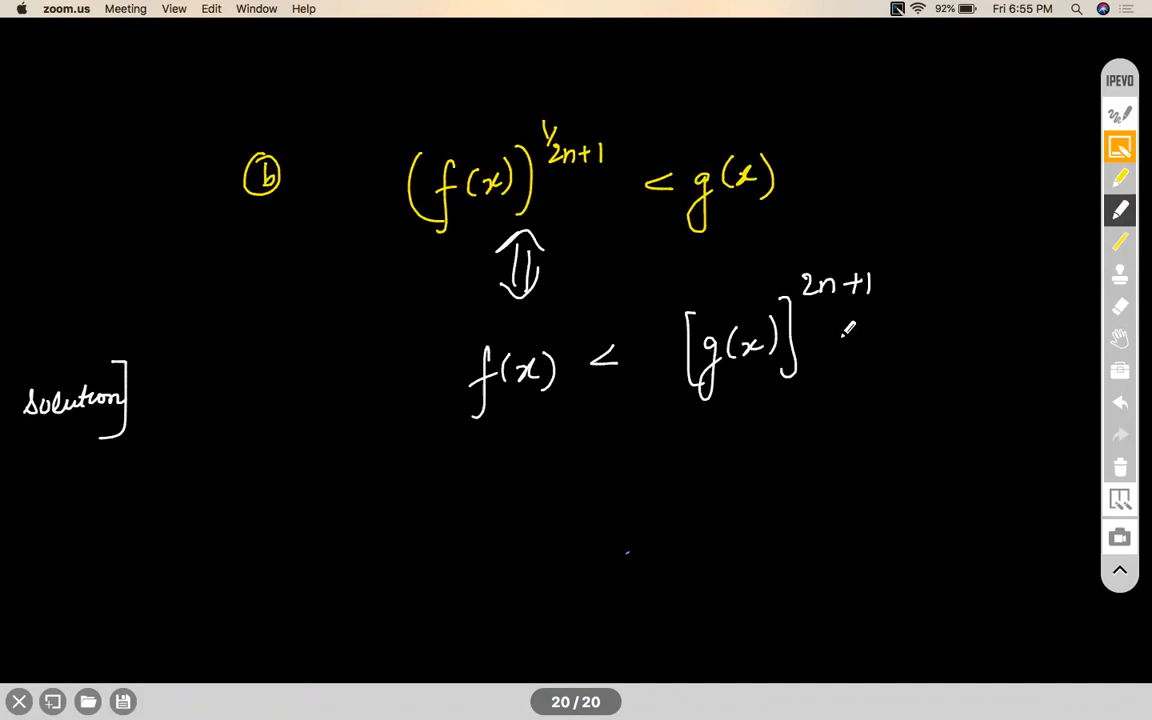 zoom.us Meeting View Edit Window Help 92% Fri 6:55 PM
IPEVO
ⓑ (f(x))^{1/2n+1} < g(x)
⇕
f(x) < [g(x)]^{2n+1}
Solution]
20 / 20